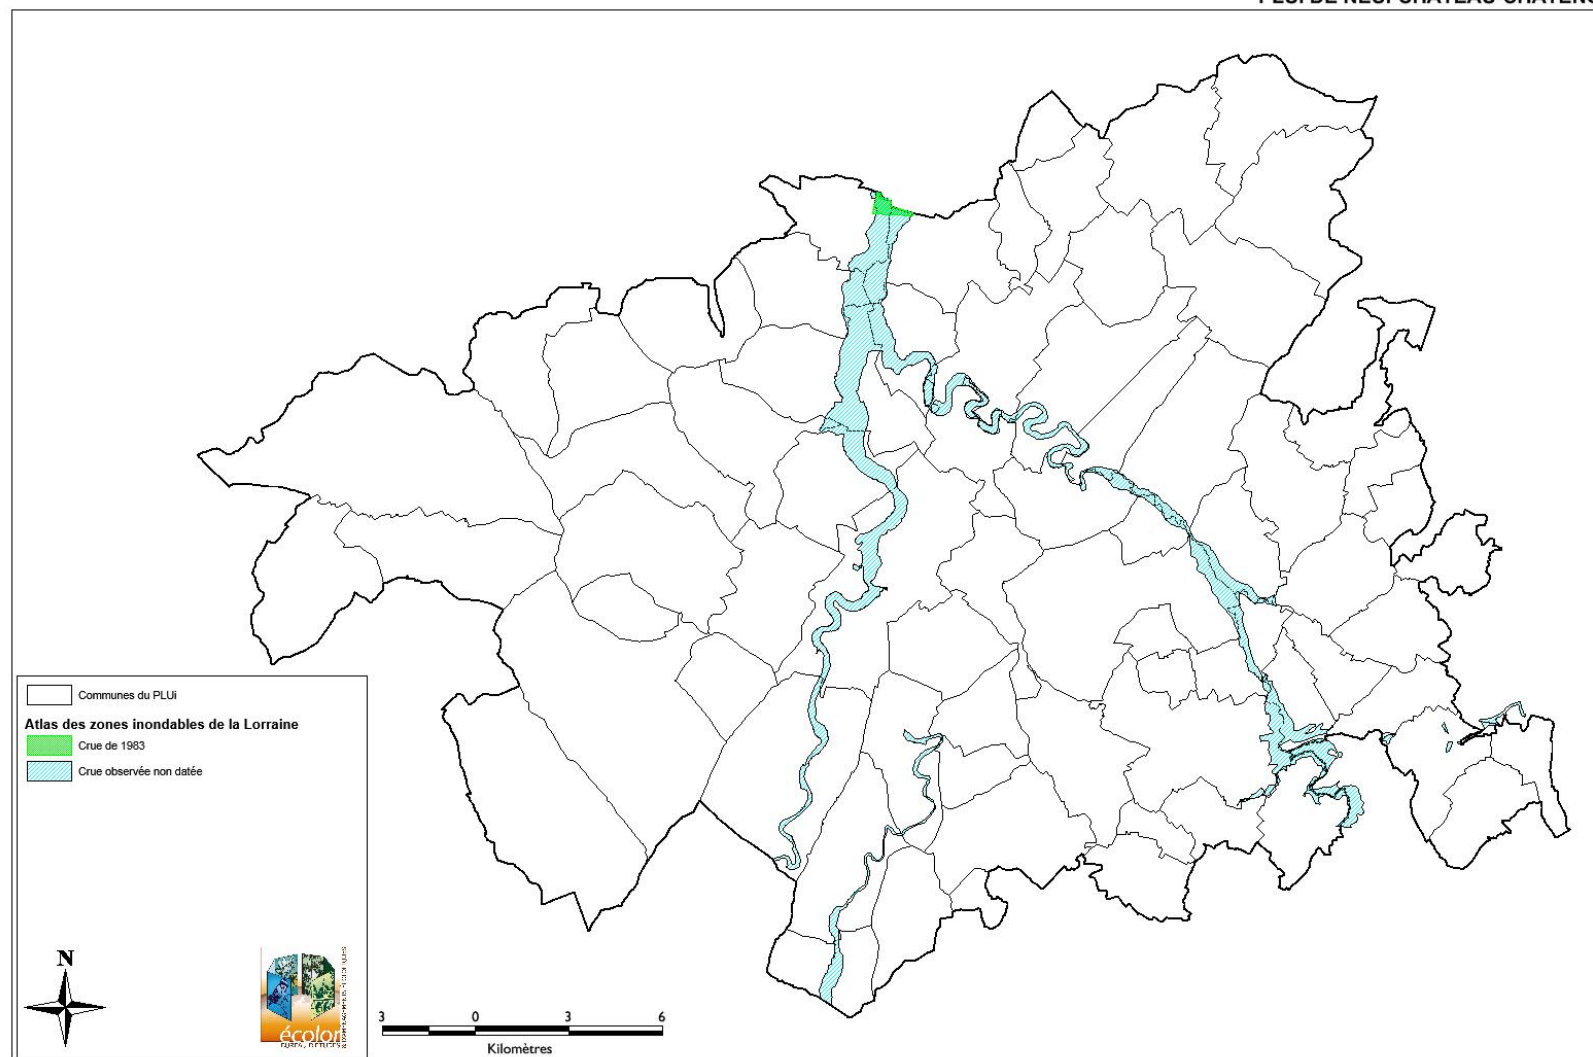 Communes du PLUi
Atlas des zones inondables de la Lorraine
Crue de 1983
Crue observée non datée
N
écolor
3 0 3 6
Kilomètres